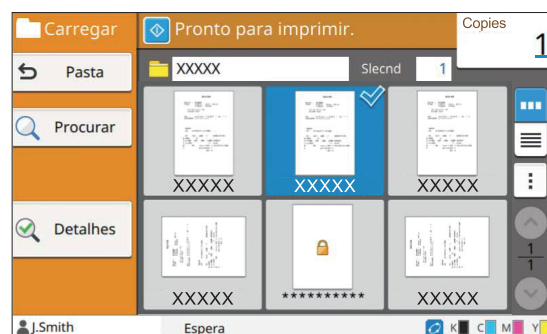 Carregar
Pronto para imprimir.
Copies
1
Pasta
XXXXX
Slecnd
1
Procurar
XXXXX
XXXXX
XXXXX
Detalhes
1
1
XXXXX
**********
XXXXX
J.Smith
Espera
K C M Y